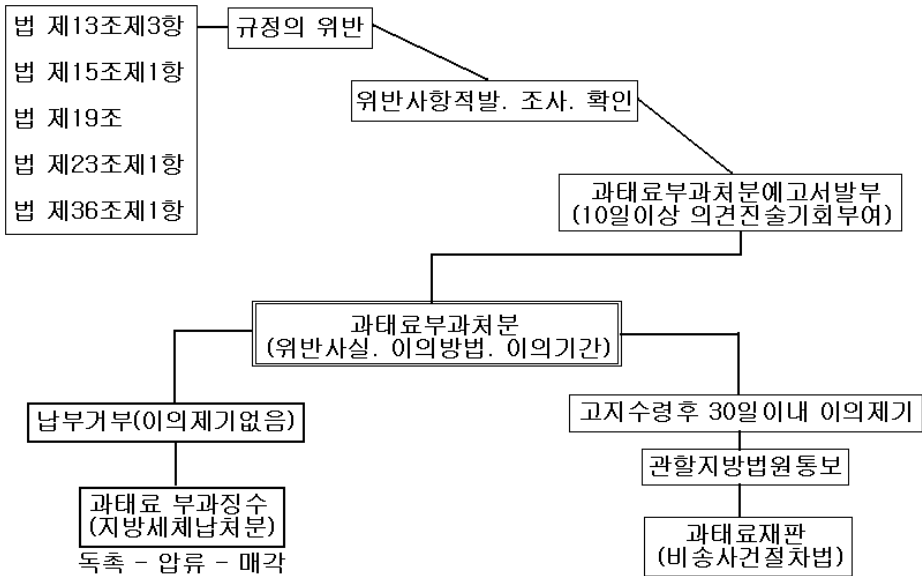 법 제13조제3항
법 제15조제1항
법 제19조
법 제23조제1항
법 제36조제1항
규정의 위반
위반사항적발. 조사. 확인
과태료부과처분예고서발부
(10일이상 의견진술기회부여)
과태료부과처분
(위반사실. 이의방법. 이의기간)
납부거부(이의제기없음)
과태료 부과징수
(지방세체납처분)
독촉 - 압류 - 매각
고지수령후 30일이내 이의제기
관할지방법원통보
과태료재판
(비송사건절차법)